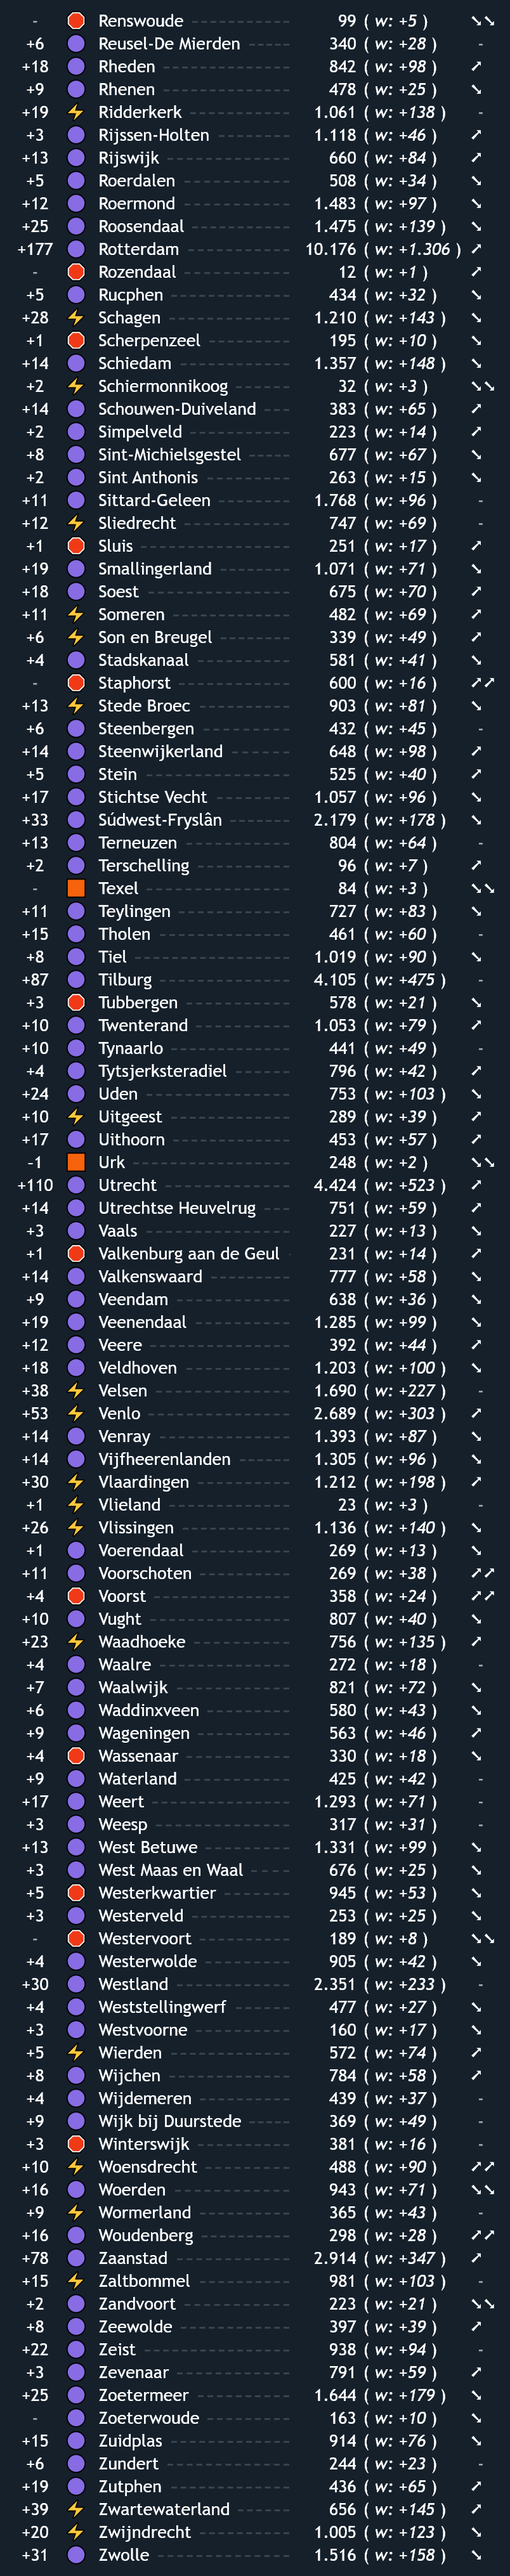 - Renswoude 99 ( w: +5 )
+6 Reusel-De Mierden 340 ( w: +28 ) -
+18 Rheden 842 ( w: +98 )
+9 Rhenen 478 ( w: +25 )
+19 Ridderkerk 1.061 ( w: +138 ) -
+3 Rijssen-Holten 1.118 ( w: +46 )
+13 Rijswijk 660 ( w: +84 )
+5 Roerdalen 508 ( w: +34 )
+12 Roermond 1.483 ( w: +97 )
+25 Roosendaal 1.475 ( w: +139 )
+177 Rotterdam 10.176 ( w: +1.306 )
- Rozendaal 12 ( w: +1 )
+5 Rucphen 434 ( w: +32 )
+28 Schagen 1.210 ( w: +143 )
+1 Scherpenzeel 195 ( w: +10 )
+14 Schiedam 1.357 ( w: +148 )
+2 Schiermonnikoog 32 ( w: +3 )
+14 Schouwen-Duiveland 383 ( w: +65 )
+2 Simpelveld 223 ( w: +14 )
+8 Sint-Michielsgestel 677 ( w: +67 )
+2 Sint Anthonis 263 ( w: +15 )
+11 Sittard-Geleen 1.768 ( w: +96 ) -
+12 Sliedrecht 747 ( w: +69 ) -
+1 Sluis 251 ( w: +17 )
+19 Smallingerland 1.071 ( w: +71 )
+18 Soest 675 ( w: +70 )
+11 Someren 482 ( w: +69 )
+6 Son en Breugel 339 ( w: +49 )
+4 Stadskanaal 581 ( w: +41 )
- Staphorst 600 ( w: +16 )
+13 Stede Broec 903 ( w: +81 )
+6 Steenbergen 432 ( w: +45 ) -
+14 Steenwijkerland 648 ( w: +98 )
+5 Stein 525 ( w: +40 )
+17 Stichtse Vecht 1.057 ( w: +96 )
+33 Súdwest-Fryslân 2.179 ( w: +178 )
+13 Terneuzen 804 ( w: +64 ) -
+2 Terschelling 96 ( w: +7 )
- Texel 84 ( w: +3 )
+11 Teylingen 727 ( w: +83 )
+15 Tholen 461 ( w: +60 ) -
+8 Tiel 1.019 ( w: +90 )
+87 Tilburg 4.105 ( w: +475 ) -
+3 Tubbergen 578 ( w: +21 )
+10 Twenterand 1.053 ( w: +79 )
+10 Tynaarlo 441 ( w: +49 ) -
+4 Tytsjerksteradiel 796 ( w: +42 )
+24 Uden 753 ( w: +103 )
+10 Uitgeest 289 ( w: +39 )
+17 Uithoorn 453 ( w: +57 )
-1 Urk 248 ( w: +2 )
+110 Utrecht 4.424 ( w: +523 )
+14 Utrechtse Heuvelrug 751 ( w: +59 )
+3 Vaals 227 ( w: +13 )
+1 Valkenburg aan de Geul 231 ( w: +14 )
+14 Valkenswaard 777 ( w: +58 )
+9 Veendam 638 ( w: +36 )
+19 Veenendaal 1.285 ( w: +99 )
+12 Veere 392 ( w: +44 )
+18 Veldhoven 1.203 ( w: +100 )
+38 Velsen 1.690 ( w: +227 ) -
+53 Venlo 2.689 ( w: +303 )
+14 Venray 1.393 ( w: +87 )
+14 Vijfheerenlanden 1.305 ( w: +96 )
+30 Vlaardingen 1.212 ( w: +198 )
+1 Vlieland 23 ( w: +3 ) -
+26 Vlissingen 1.136 ( w: +140 )
+1 Voerendaal 269 ( w: +13 )
+11 Voorschoten 269 ( w: +38 )
+4 Voorst 358 ( w: +24 )
+10 Vught 807 ( w: +40 )
+23 Waadhoeke 756 ( w: +135 )
+4 Waalre 272 ( w: +18 ) -
+7 Waalwijk 821 ( w: +72 )
+6 Waddinxveen 580 ( w: +43 )
+9 Wageningen 563 ( w: +46 )
+4 Wassenaar 330 ( w: +18 )
+9 Waterland 425 ( w: +42 ) -
+17 Weert 1.293 ( w: +71 ) -
+3 Weesp 317 ( w: +31 ) -
+13 West Betuwe 1.331 ( w: +99 )
+3 West Maas en Waal 676 ( w: +25 )
+5 Westerkwartier 945 ( w: +53 )
+3 Westerveld 253 ( w: +25 )
- Westervoort 189 ( w: +8 )
+4 Westerwolde 905 ( w: +42 )
+30 Westland 2.351 ( w: +233 ) -
+4 Weststellingwerf 477 ( w: +27 )
+3 Westvoorne 160 ( w: +17 )
+5 Wierden 572 ( w: +74 )
+8 Wijchen 784 ( w: +58 )
+4 Wijdemeren 439 ( w: +37 ) -
+9 Wijk bij Duurstede 369 ( w: +49 ) -
+3 Winterswijk 381 ( w: +16 ) -
+10 Woensdrecht 488 ( w: +90 )
+16 Woerden 943 ( w: +71 )
+9 Wormerland 365 ( w: +43 ) -
+16 Woudenberg 298 ( w: +28 )
+78 Zaanstad 2.914 ( w: +347 )
+15 Zaltbommel 981 ( w: +103 ) -
+2 Zandvoort 223 ( w: +21 )
+8 Zeewolde 397 ( w: +39 )
+22 Zeist 938 ( w: +94 ) -
+3 Zevenaar 791 ( w: +59 )
+25 Zoetermeer 1.644 ( w: +179 )
- Zoeterwoude 163 ( w: +10 )
+15 Zuidplas 914 ( w: +76 )
+6 Zundert 244 ( w: +23 ) -
+19 Zutphen 436 ( w: +65 )
+39 Zwartewaterland 656 ( w: +145 )
+20 Zwijndrecht 1.005 ( w: +123 )
+31 Zwolle 1.516 ( w: +158 )